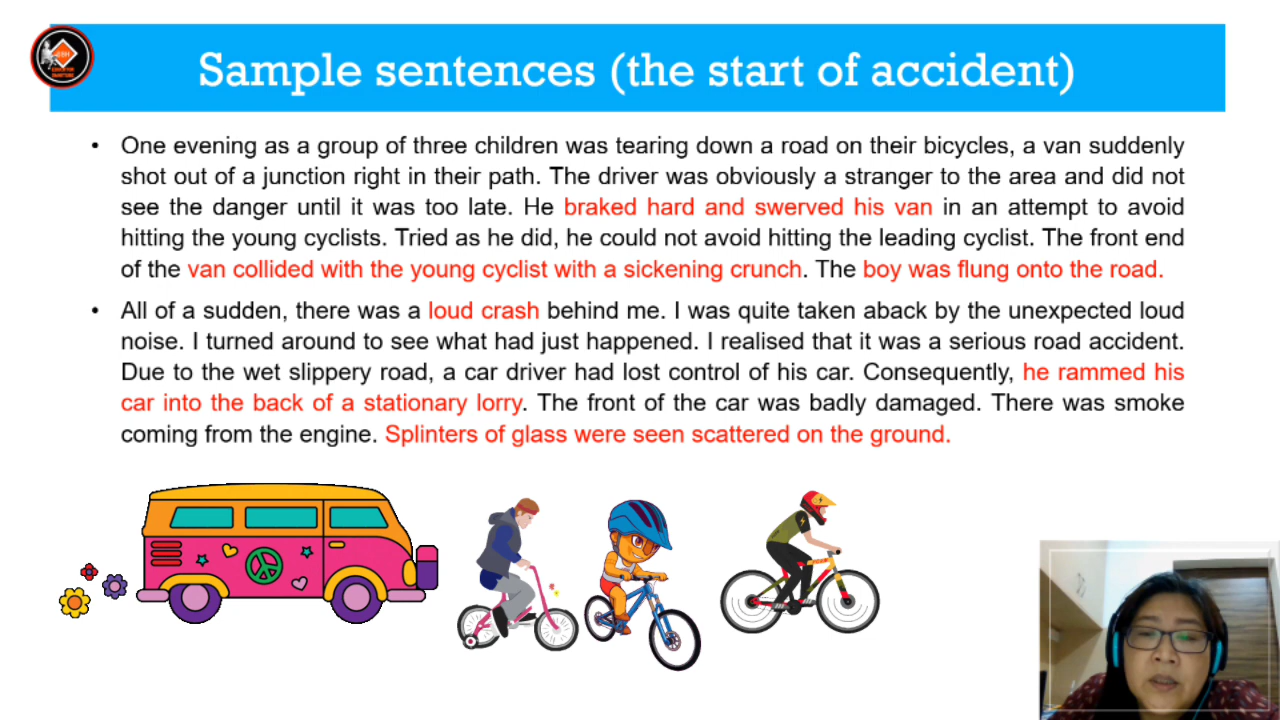 Sample sentences (the start of accident)
• One evening as a group of three children was tearing down a road on their bicycles, a van suddenly
shot out of a junction right in their path. The driver was obviously a stranger to the area and did not
see the danger until it was too late. He braked hard and swerved his van in an attempt to avoid
hitting the young cyclists. Tried as he did, he could not avoid hitting the leading cyclist. The front end
of the van collided with the young cyclist with a sickening crunch. The boy was flung onto the road.
• All of a sudden, there was a loud crash behind me. I was quite taken aback by the unexpected loud
noise. I turned around to see what had just happened. I realised that it was a serious road accident.
Due to the wet slippery road, a car driver had lost control of his car. Consequently, he rammed his
car into the back of a stationary lorry. The front of the car was badly damaged. There was smoke
coming from the engine. Splinters of glass were seen scattered on the ground.